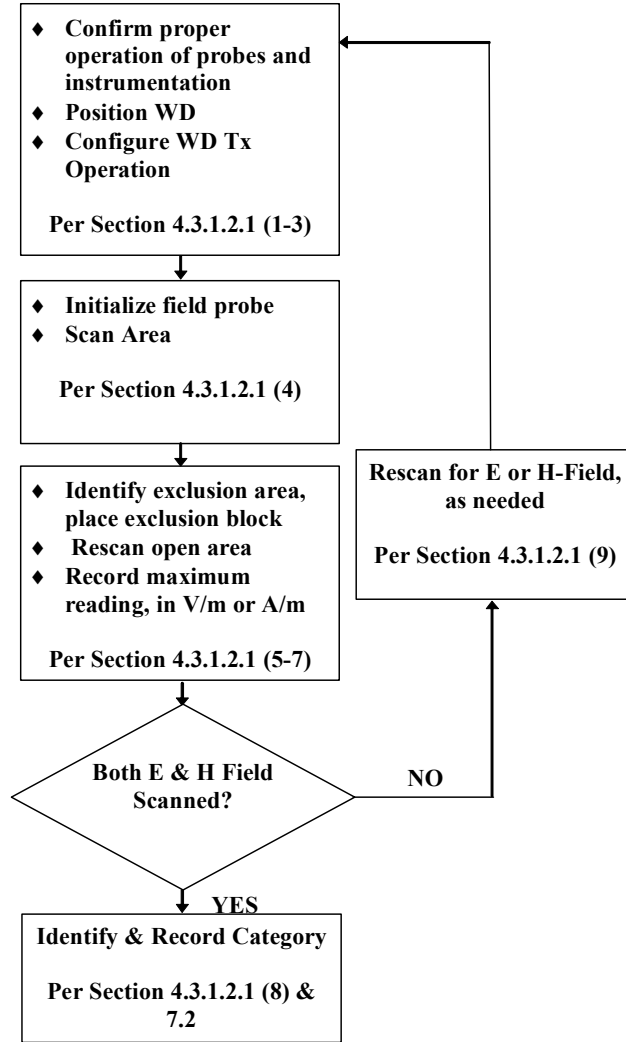 ♦ Confirm proper
operation of probes and
instrumentation
♦ Position WD
♦ Configure WD Tx
Operation
Per Section 4.3.1.2.1 (1-3)
♦ Initialize field probe
♦ Scan Area
Per Section 4.3.1.2.1 (4)
♦ Identify exclusion area,
place exclusion block
♦ Rescan open area
♦ Record maximum
reading, in V/m or A/m
Per Section 4.3.1.2.1 (5-7)
Rescan for E or H-Field,
as needed
Per Section 4.3.1.2.1 (9)
Both E & H Field
Scanned?
NO
YES
Identify & Record Category
Per Section 4.3.1.2.1 (8) &
7.2